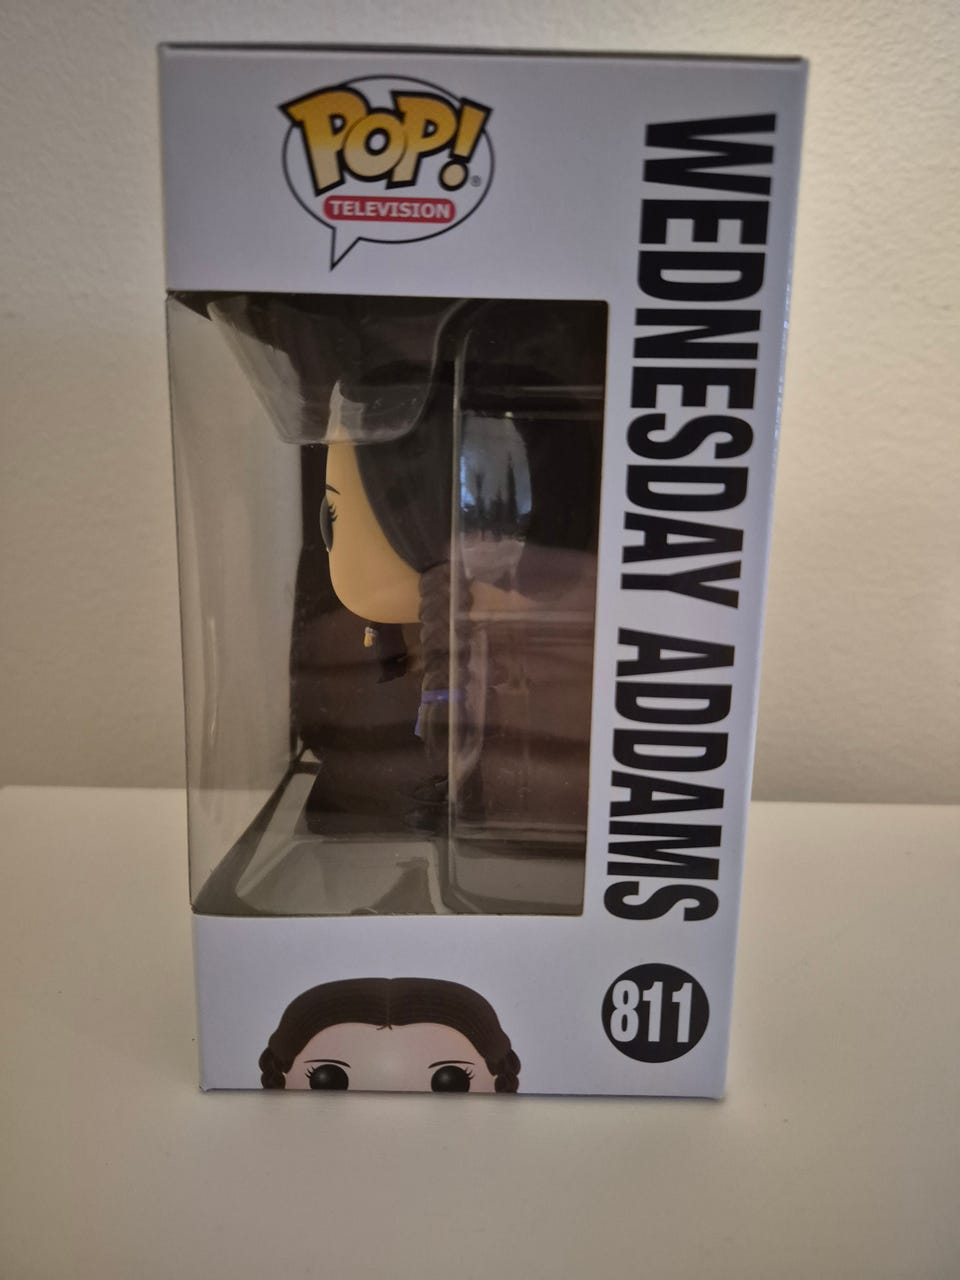 POP!®
TELEVISION
WEDNESDAY ADDAMS
811